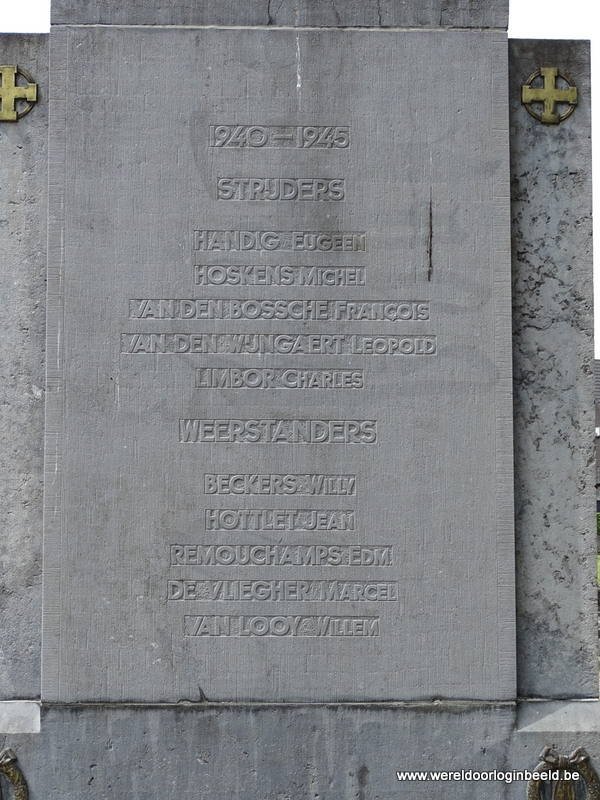 1940-1945
STRIJDERS
HANDIG EUGEEN
HOSKENS MICHEL
VAN DEN BOSSCHE FRANÇOIS
VAN DEN WIJNGAERT LEOPOLD
LIMBOR CHARLES
WEERSTANDERS
BECKERS WILLY
HOTTLET JEAN
REMOUCHAMPS EDM.
DE VLIEGHER MARCEL
VAN LOOY WILLEM
www.wereldoorloginbeeld.be